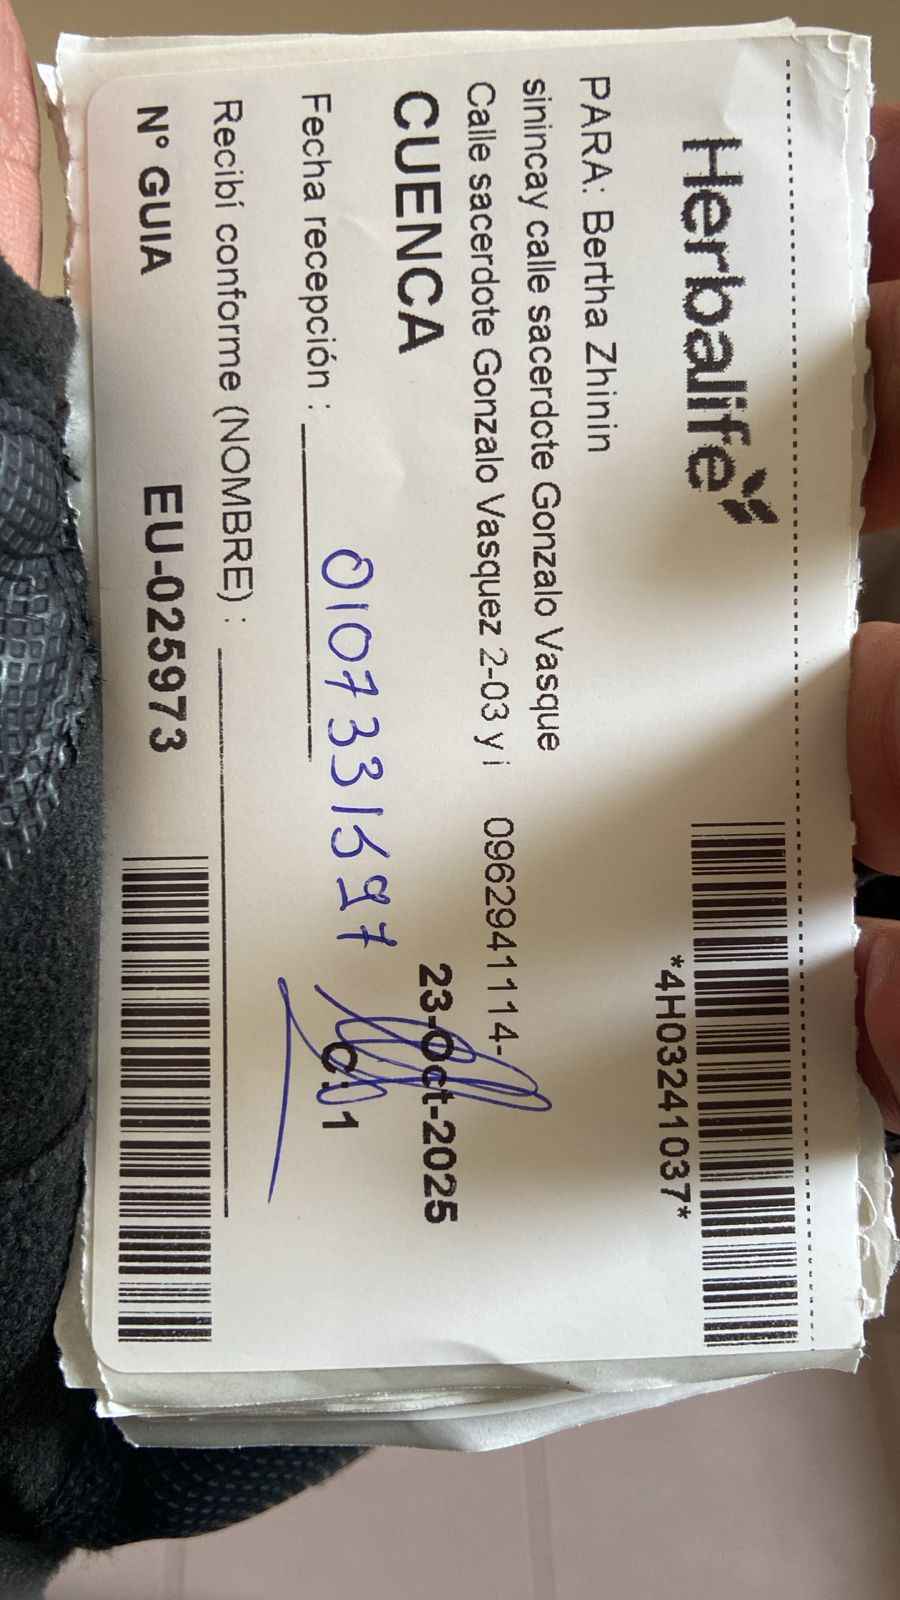 Herbalife
*4H03241037*
PARA: Bertha Zhinin
sinincay calle sacerdote Gonzalo Vasque
Calle sacerdote Gonzalo Vasquez 2-03 y i 0962941114-
CUENCA 23-Oct-2025
Fecha recepción :
C: 1
Recibí conforme (NOMBRE) :
N° GUIA EU-025973